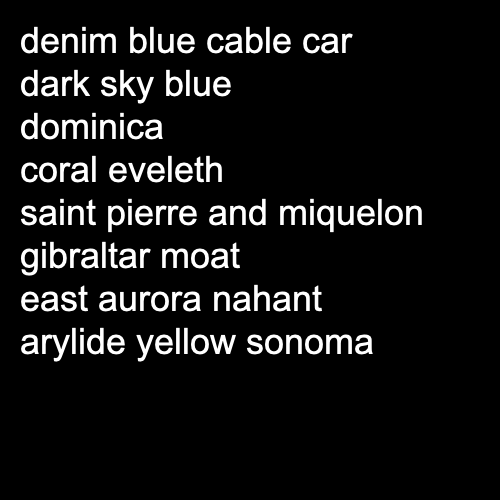 denim blue cable car
dark sky blue
dominica
coral eveleth
saint pierre and miquelon
gibraltar moat
east aurora nahant
arylide yellow sonoma